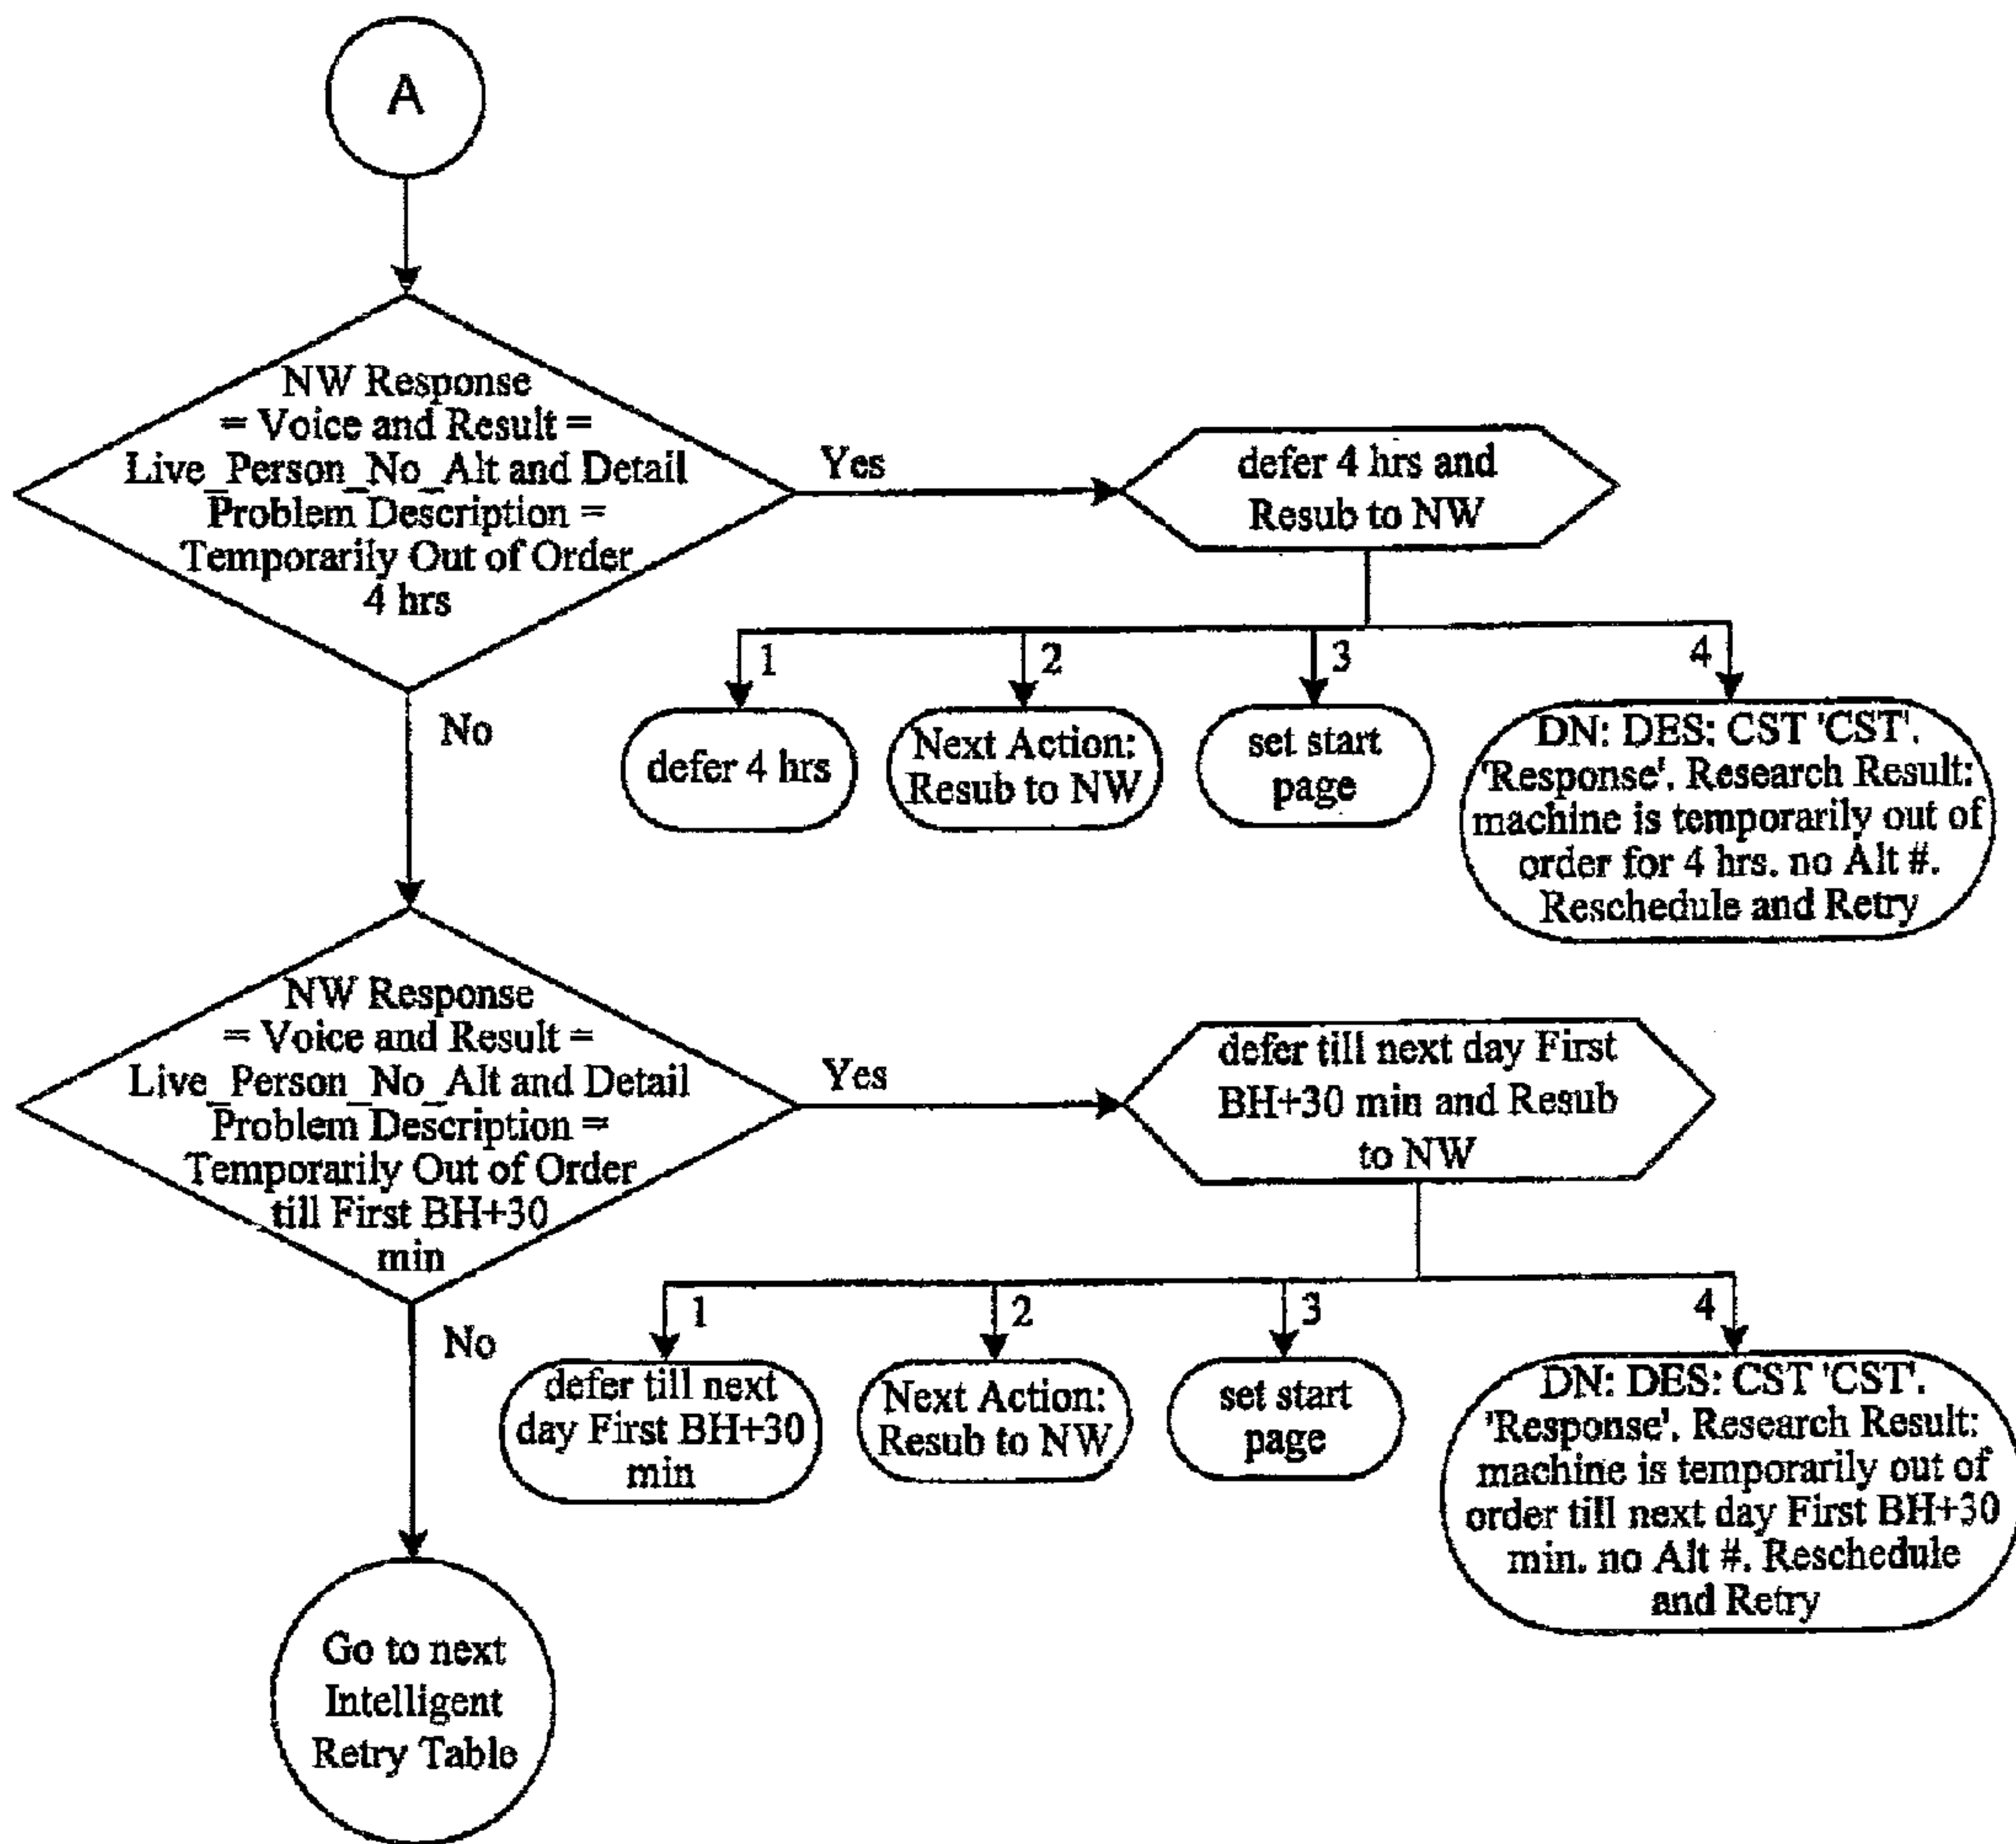 A
NW Response
= Voice and Result =
Live_Person_No_Alt and Detail
Problem Description =
Temporarily Out of Order
4 hrs
Yes
defer 4 hrs and
Resub to NW
1
2
3
4
No
defer 4 hrs
Next Action:
Resub to NW
set start
page
DN: DES: CST 'CST'.
'Response'. Research Result:
machine is temporarily out of
order for 4 hrs. no Alt #.
Reschedule and Retry
NW Response
= Voice and Result =
Live_Person_No_Alt and Detail
Problem Description =
Temporarily Out of Order
till First BH+30
min
Yes
defer till next day First
BH+30 min and Resub
to NW
1
2
3
4
No
defer till next
day First BH+30
min
Next Action:
Resub to NW
set start
page
DN: DES: CST 'CST'.
'Response'. Research Result:
machine is temporarily out of
order till next day First BH+30
min. no Alt #. Reschedule
and Retry
Go to next
Intelligent
Retry Table